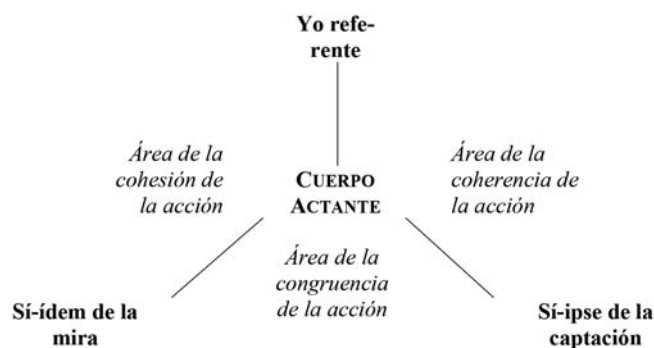 Yo refe-
rente
Área de la
cohesión de
la acción
CUERPO
ACTANTE
Área de la
coherencia de
la acción
Área de la
congruencia
de la acción
Sí-ídem de la
mira
Sí-ipse de la
captación